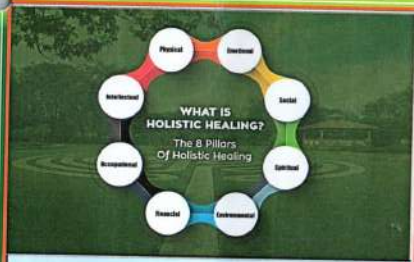 Physical
Emotional
Intellectual
Social
WHAT IS
HOLISTIC HEALING?
The 8 Pillars
Of Holistic Healing
Occupational
Spiritual
Financial
Environmental